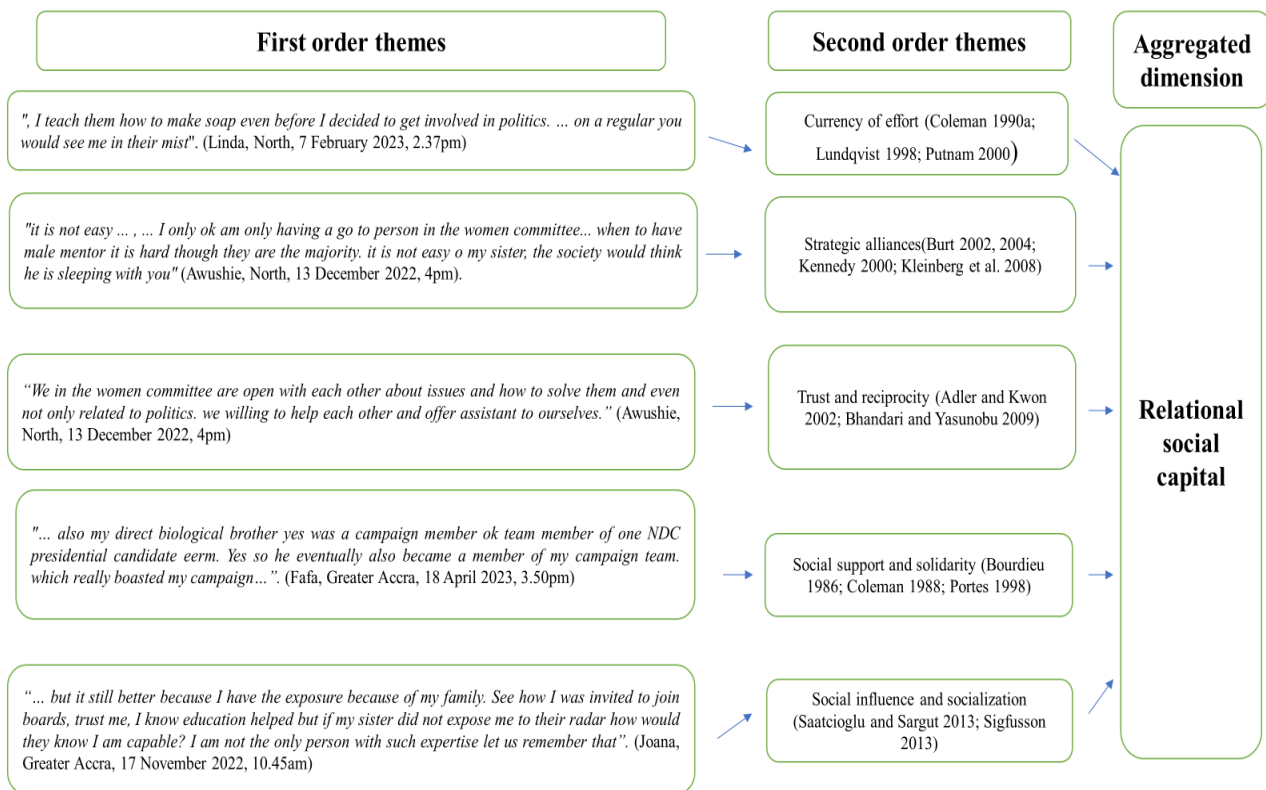 First order themes
Second order themes
Aggregated
dimension
", I teach them how to make soap even before I decided to get involved in politics. ... on a regular you
would see me in their mist". (Linda, North, 7 February 2023, 2.37pm)
Currency of effort (Coleman 1990a;
Lundqvist 1998; Putnam 2000)
"it is not easy ... , ... I only ok am only having a go to person in the women committee... when to have
male mentor it is hard though they are the majority. it is not easy o my sister, the society would think
he is sleeping with you" (Awushie, North, 13 December 2022, 4pm).
Strategic alliances(Burt 2002, 2004;
Kennedy 2000; Kleinberg et al. 2008)
“We in the women committee are open with each other about issues and how to solve them and even
not only related to politics. we willing to help each other and offer assistant to ourselves.” (Awushie,
North, 13 December 2022, 4pm)
Trust and reciprocity (Adler and Kwon
2002; Bhandari and Yasunobu 2009)
"... also my direct biological brother yes was a campaign member ok team member of one NDC
presidential candidate eerm. Yes so he eventually also became a member of my campaign team.
which really boasted my campaign...”. (Fafa, Greater Accra, 18 April 2023, 3.50pm)
Social support and solidarity (Bourdieu
1986; Coleman 1988; Portes 1998)
“... but it still better because I have the exposure because of my family. See how I was invited to join
boards, trust me, I know education helped but if my sister did not expose me to their radar how would
they know I am capable? I am not the only person with such expertise let us remember that”. (Joana,
Greater Accra, 17 November 2022, 10.45am)
Social influence and socialization
(Saatcioglu and Sargut 2013; Sigfusson
2013)
Relational
social
capital